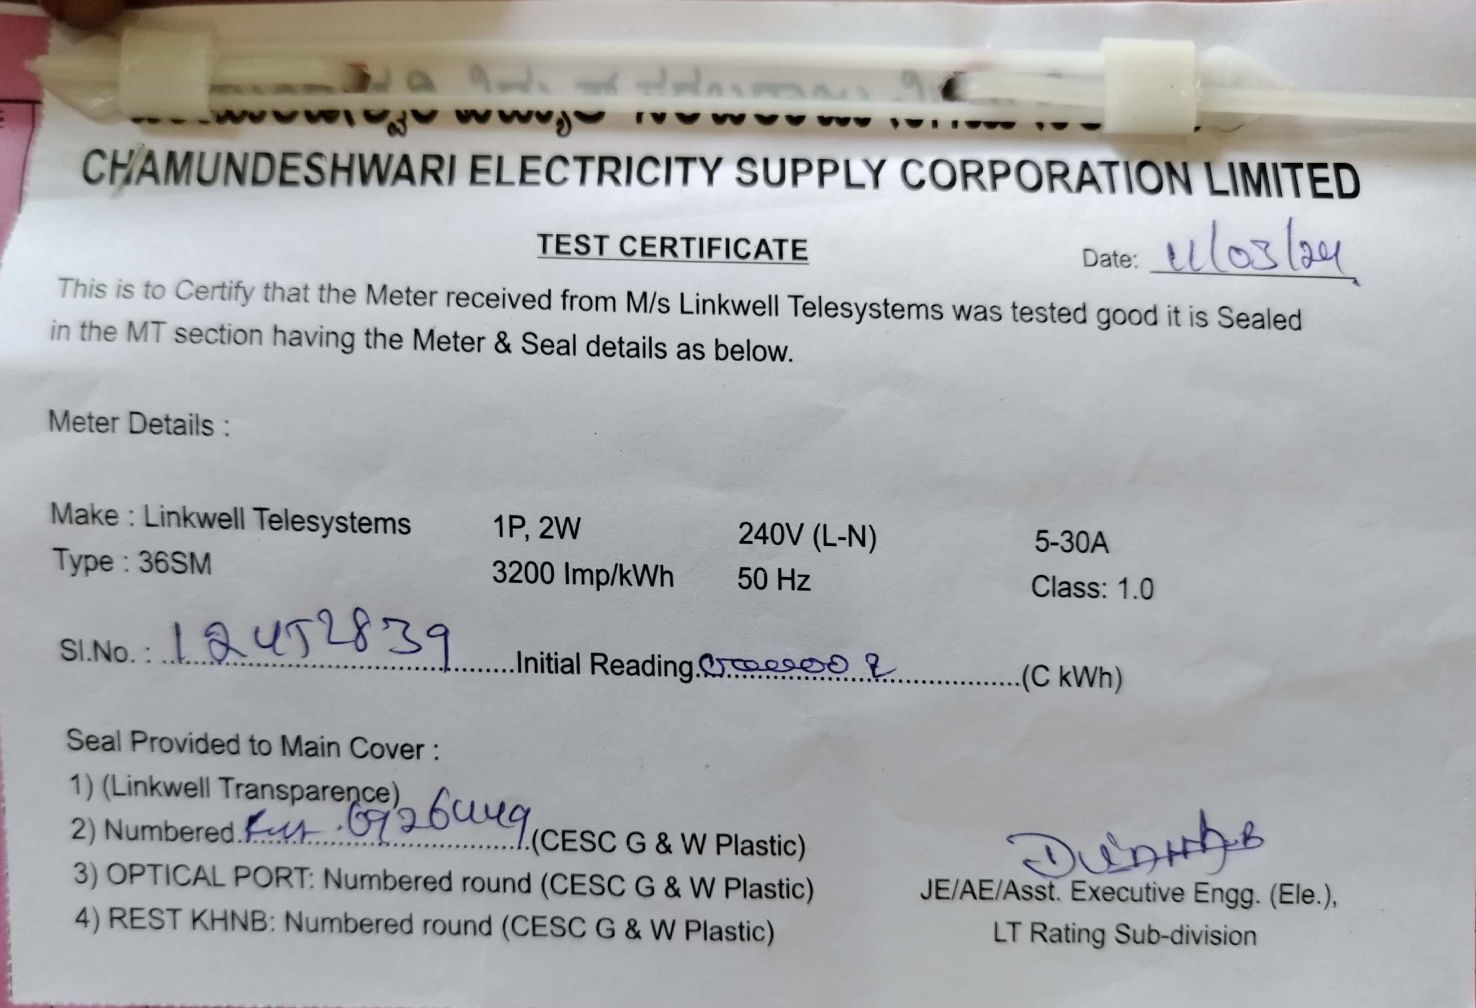 CHAMUNDESHWARI ELECTRICITY SUPPLY CORPORATION LIMITED
TEST CERTIFICATE
Date: 11/03/24
This is to Certify that the Meter received from M/s Linkwell Telesystems was tested good it is Sealed
in the MT section having the Meter & Seal details as below.
Meter Details :
Make : Linkwell Telesystems 1P, 2W 240V (L-N) 5-30A
Type : 36SM 3200 Imp/kWh 50 Hz Class: 1.0
Sl.No. : 12452839 Initial Reading (C kWh)
Seal Provided to Main Cover :
1) (Linkwell Transparence)
2) Numbered 6926449 (CESC G & W Plastic)
3) OPTICAL PORT: Numbered round (CESC G & W Plastic)
4) REST KHNB: Numbered round (CESC G & W Plastic)
JE/AE/Asst. Executive Engg. (Ele.),
LT Rating Sub-division